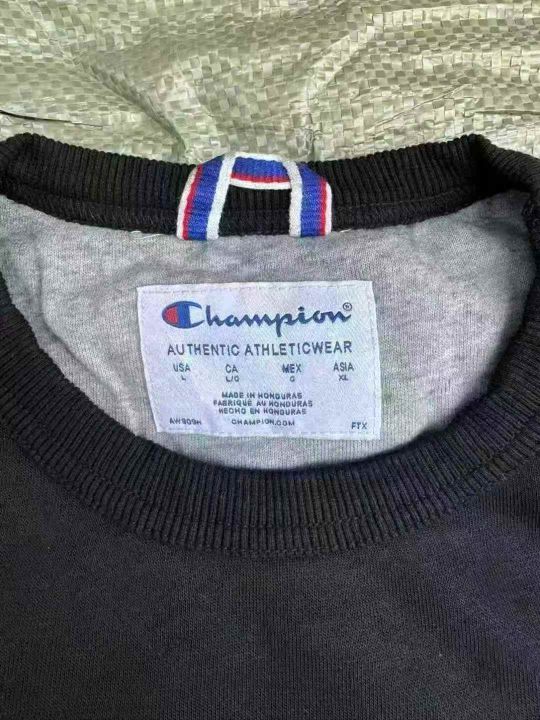 Champion®
AUTHENTIC ATHLETICWEAR
USA CA MEX ASIA
L L/G G XL
MADE IN HONDURAS
FABRIQUE AU HONDURAS
HECHO EN HONDURAS
AW909H CHAMPION.COM FTX